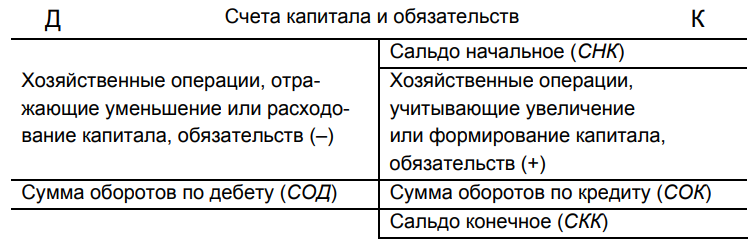 Д Счета капитала и обязательств К
Сальдо начальное (СНК)
Хозяйственные операции, отра-
жающие уменьшение или расходо-
вание капитала, обязательств (–)
Хозяйственные операции,
учитывающие увеличение
или формирование капитала,
обязательств (+)
Сумма оборотов по дебету (СОД)
Сумма оборотов по кредиту (СОК)
Сальдо конечное (СКК)